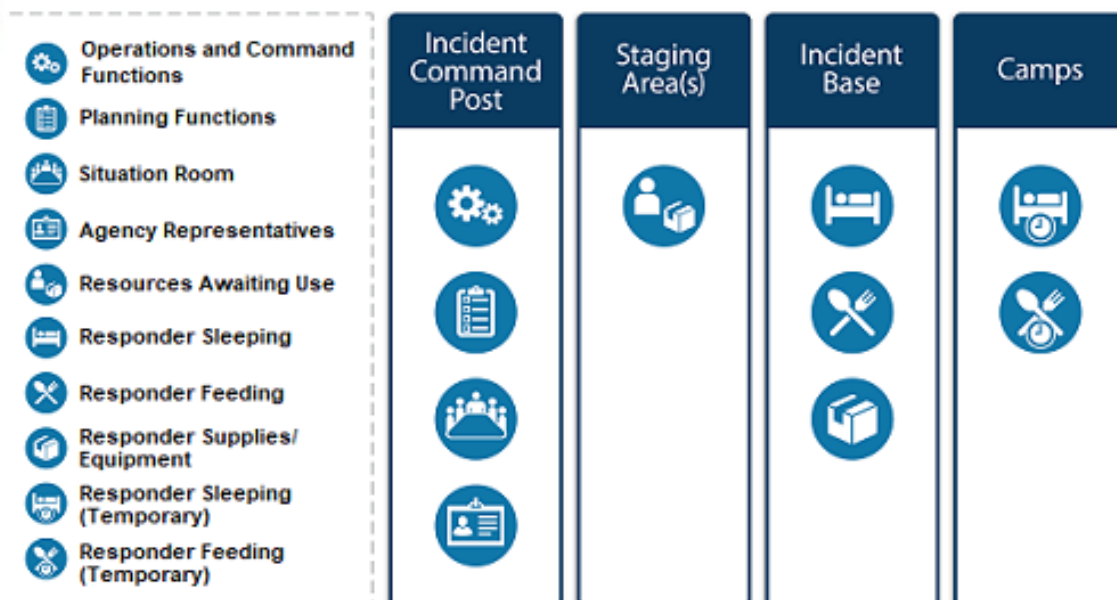 Operations and Command
Functions
Planning Functions
Situation Room
Agency Representatives
Resources Awaiting Use
Responder Sleeping
Responder Feeding
Responder Supplies/
Equipment
Responder Sleeping
(Temporary)
Responder Feeding
(Temporary)
Incident
Command
Post
Staging
Area(s)
Incident
Base
Camps